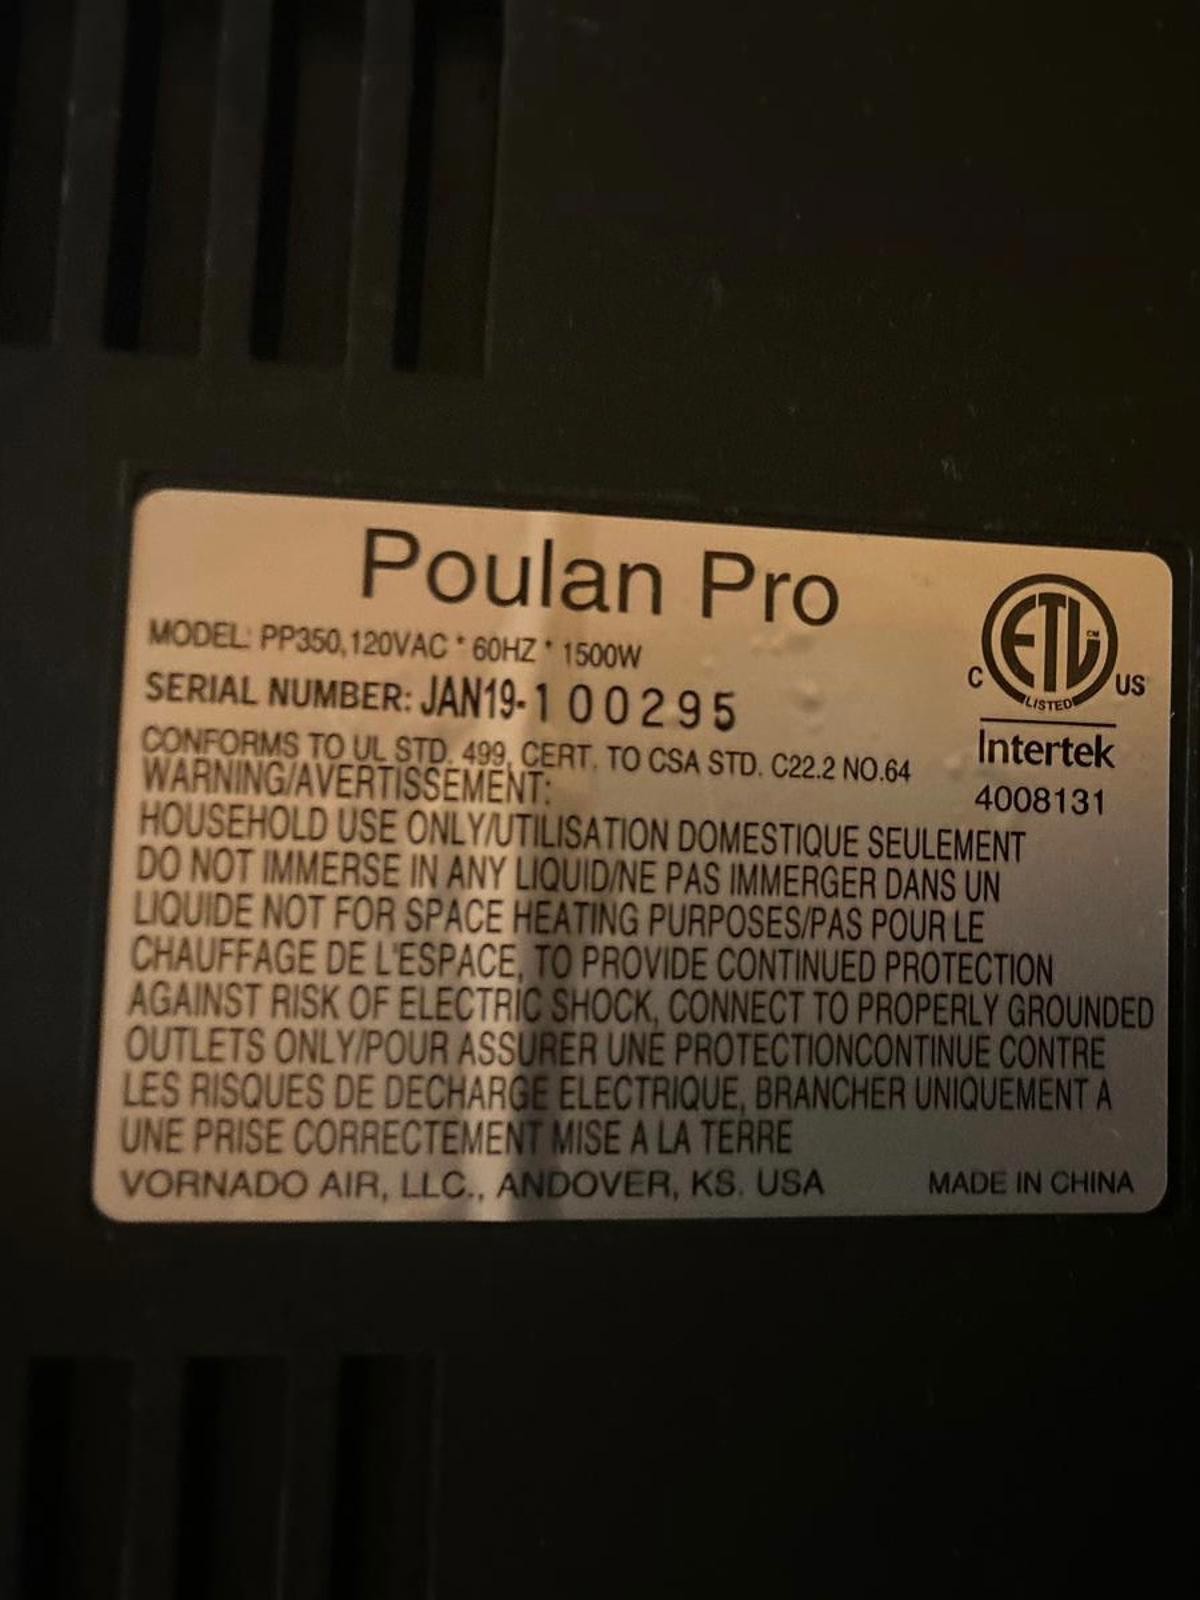 Poulan Pro
MODEL: PP350, 120VAC * 60HZ * 1500W
SERIAL NUMBER: JAN19-100295
CONFORMS TO UL STD. 499, CERT. TO CSA STD. C22.2 NO.64
C ETL CM US
LISTED
Intertek
4008131
WARNING/AVERTISSEMENT:
HOUSEHOLD USE ONLY/UTILISATION DOMESTIQUE SEULEMENT
DO NOT IMMERSE IN ANY LIQUID/NE PAS IMMERGER DANS UN
LIQUIDE NOT FOR SPACE HEATING PURPOSES/PAS POUR LE
CHAUFFAGE DE L'ESPACE, TO PROVIDE CONTINUED PROTECTION
AGAINST RISK OF ELECTRIC SHOCK, CONNECT TO PROPERLY GROUNDED
OUTLETS ONLY/POUR ASSURER UNE PROTECTIONCONTINUE CONTRE
LES RISQUES DE DECHARGE ELECTRIQUE, BRANCHER UNIQUEMENT A
UNE PRISE CORRECTEMENT MISE A LA TERRE
VORNADO AIR, LLC., ANDOVER, KS. USA MADE IN CHINA